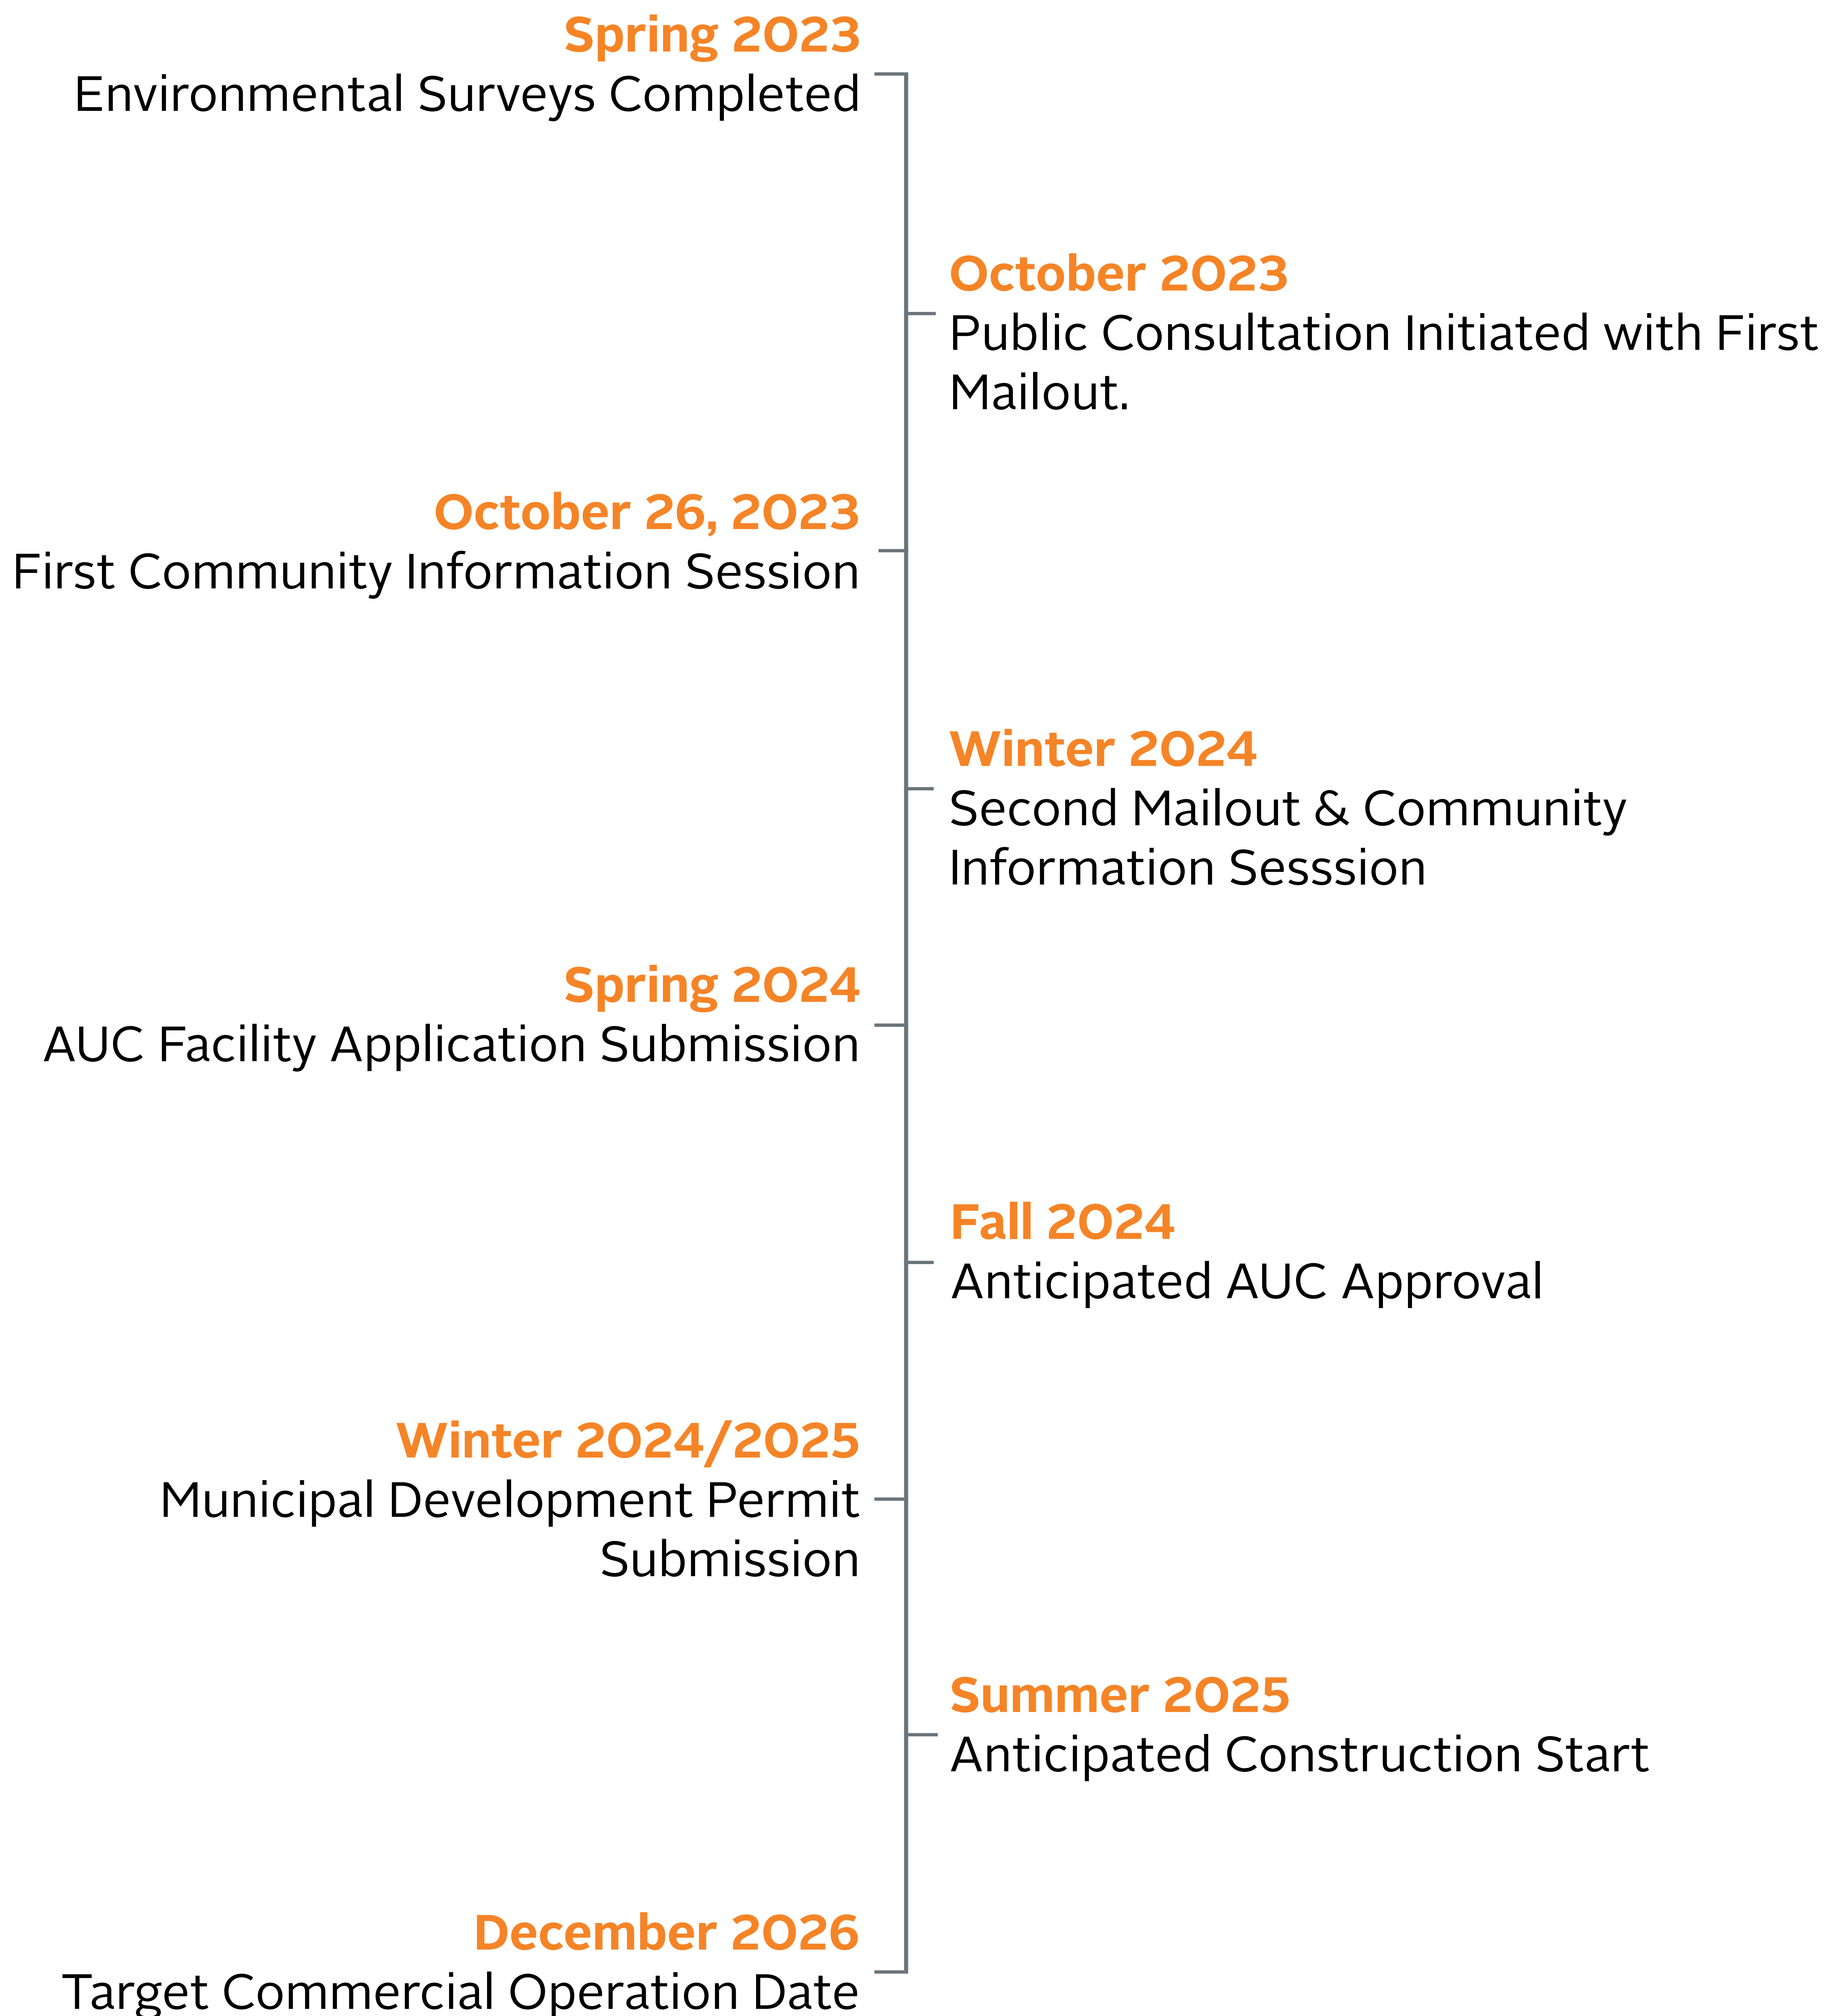 Spring 2023
Environmental Surveys Completed
October 2023
Public Consultation Initiated with First
Mailout.
October 26, 2023
First Community Information Session
Winter 2024
Second Mailout & Community
Information Sesssion
Spring 2024
AUC Facility Application Submission
Fall 2024
Anticipated AUC Approval
Winter 2024/2025
Municipal Development Permit
Submission
Summer 2025
Anticipated Construction Start
December 2026
Target Commercial Operation Date